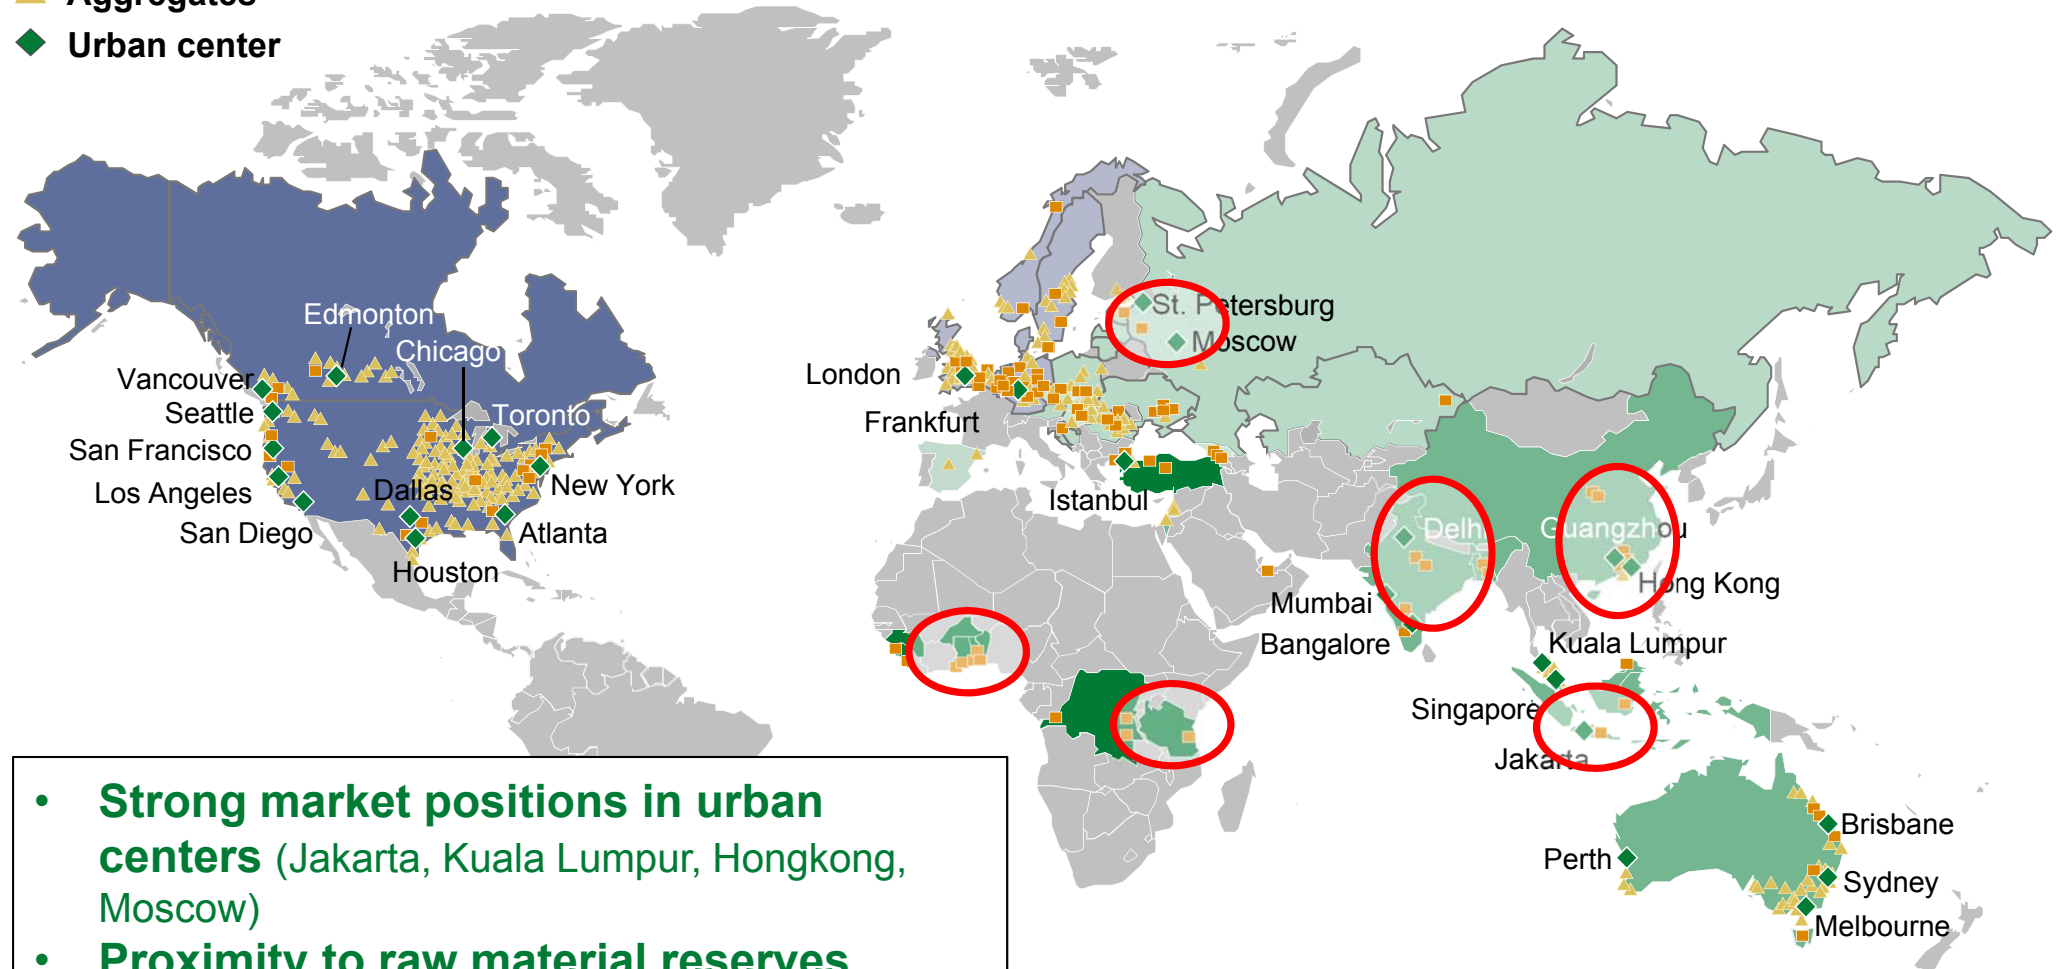 Aggregates
Urban center
Edmonton
Chicago
Vancouver
Seattle
Toronto
San Francisco
Los Angeles
Dallas
New York
San Diego
Atlanta
Houston
London
Frankfurt
Istanbul
St. Petersburg
Moscow
Delh
Guangzhou
Hong Kong
Mumbai
Bangalore
Kuala Lumpur
Singapore
Jakarta
Brisbane
Perth
Sydney
Melbourne
• Strong market positions in urban
centers (Jakarta, Kuala Lumpur, Hongkong,
Moscow)
• Proximity to raw material reserves